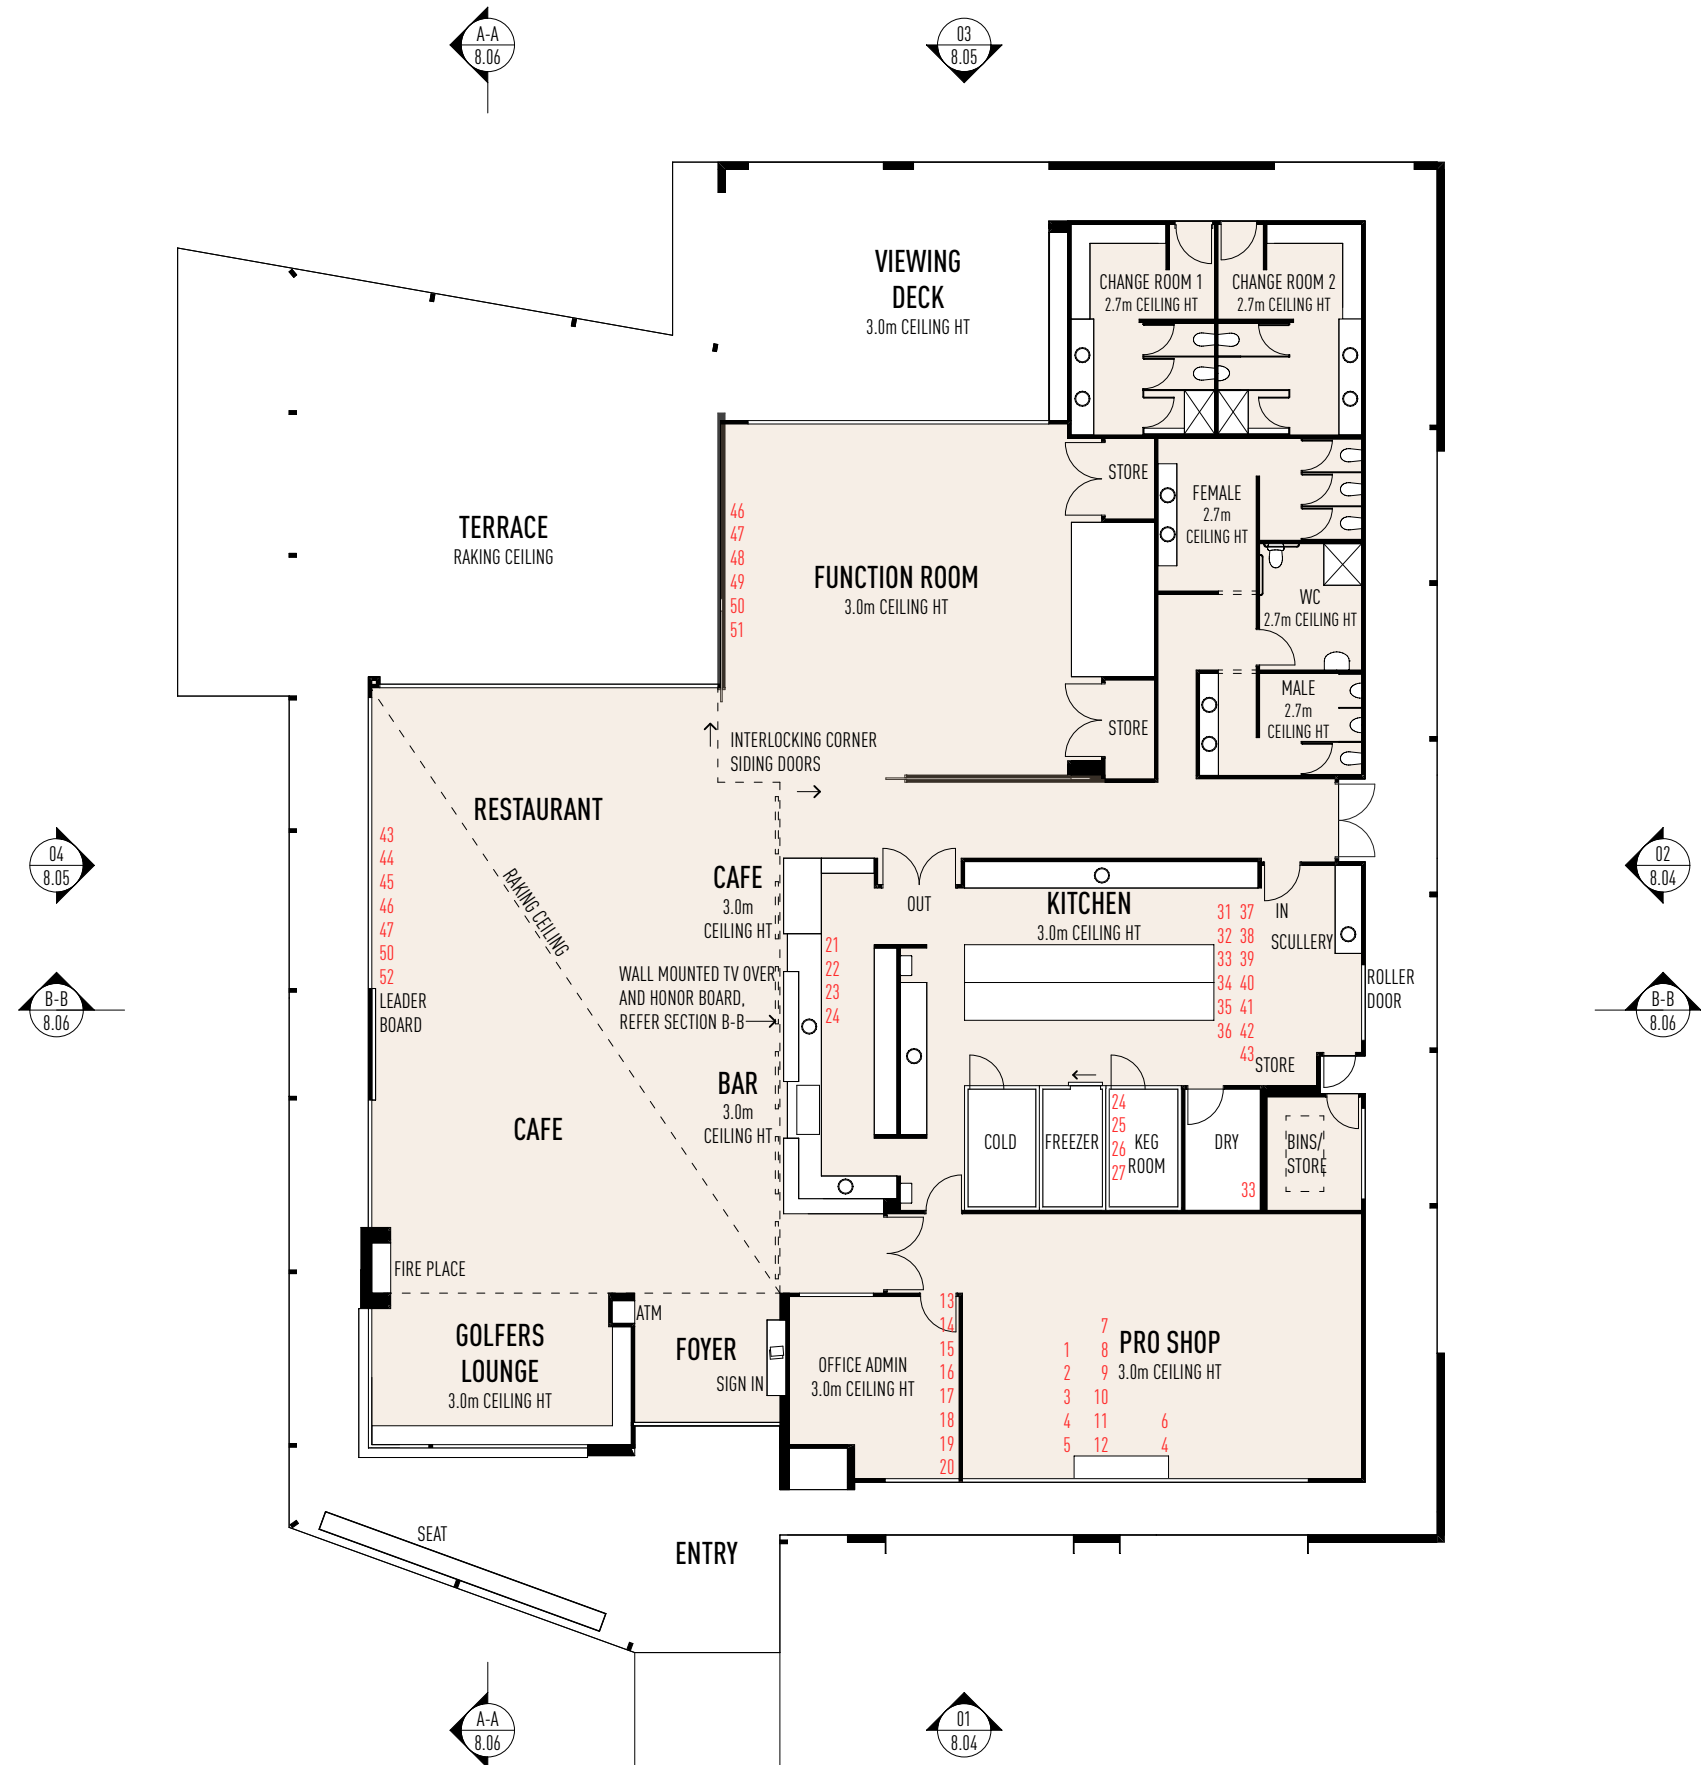 A-A
8.06
03
8.05
VIEWING
DECK
3.0m CEILING HT
CHANGE ROOM 1
2.7m CEILING HT
CHANGE ROOM 2
2.7m CEILING HT
STORE
FEMALE
2.7m
CEILING HT
TERRACE
RAKING CEILING
46
47
48
49
50
51
FUNCTION ROOM
3.0m CEILING HT
WC
2.7m CEILING HT
MALE
2.7m
CEILING HT
STORE
INTERLOCKING CORNER
SIDING DOORS
RESTAURANT
43
44
45
46
47
50
52
LEADER
BOARD
RAKING CEILING
04
8.05
B-B
8.06
02
8.04
B-B
8.06
CAFE
3.0m
CEILING HT
WALL MOUNTED TV OVER
AND HONOR BOARD,
REFER SECTION B-B
21
22
23
24
OUT
KITCHEN
3.0m CEILING HT
31 37
32 38
33 39
34 40
35 41
36 42
43
IN
SCULLERY
ROLLER
DOOR
STORE
BAR
3.0m
CEILING HT
CAFE
COLD
FREEZER
24
25
26
27
KEG
ROOM
DRY
33
BINS/
STORE
FIRE PLACE
ATM
GOLFERS
LOUNGE
3.0m CEILING HT
FOYER
SIGN IN
OFFICE ADMIN
3.0m CEILING HT
13
14
15
16
17
18
19
20
1
2
3
4
5
7
8
9
10
11
12
PRO SHOP
3.0m CEILING HT
6
4
SEAT
ENTRY
A-A
8.06
01
8.04